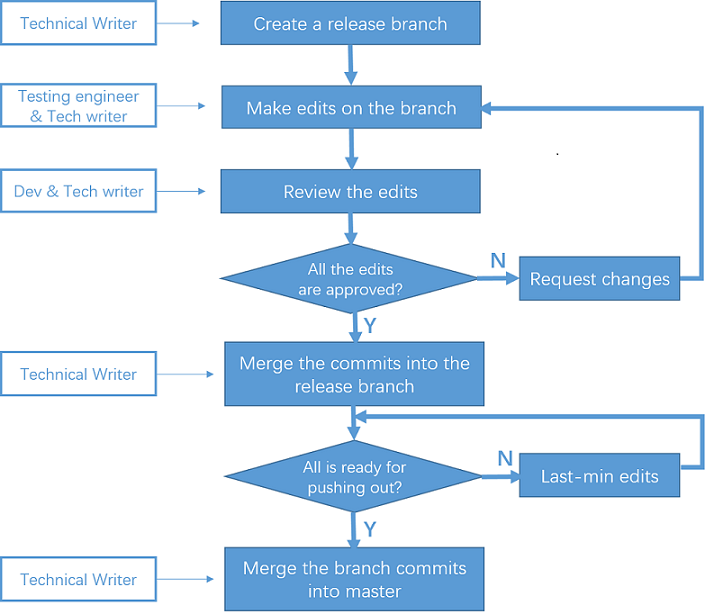 Technical Writer
Create a release branch
Testing engineer
& Tech writer
Make edits on the branch
Dev & Tech writer
Review the edits
All the edits
are approved?
N
Request changes
Y
Technical Writer
Merge the commits into the
release branch
All is ready for
pushing out?
N
Last-min edits
Y
Technical Writer
Merge the branch commits
into master